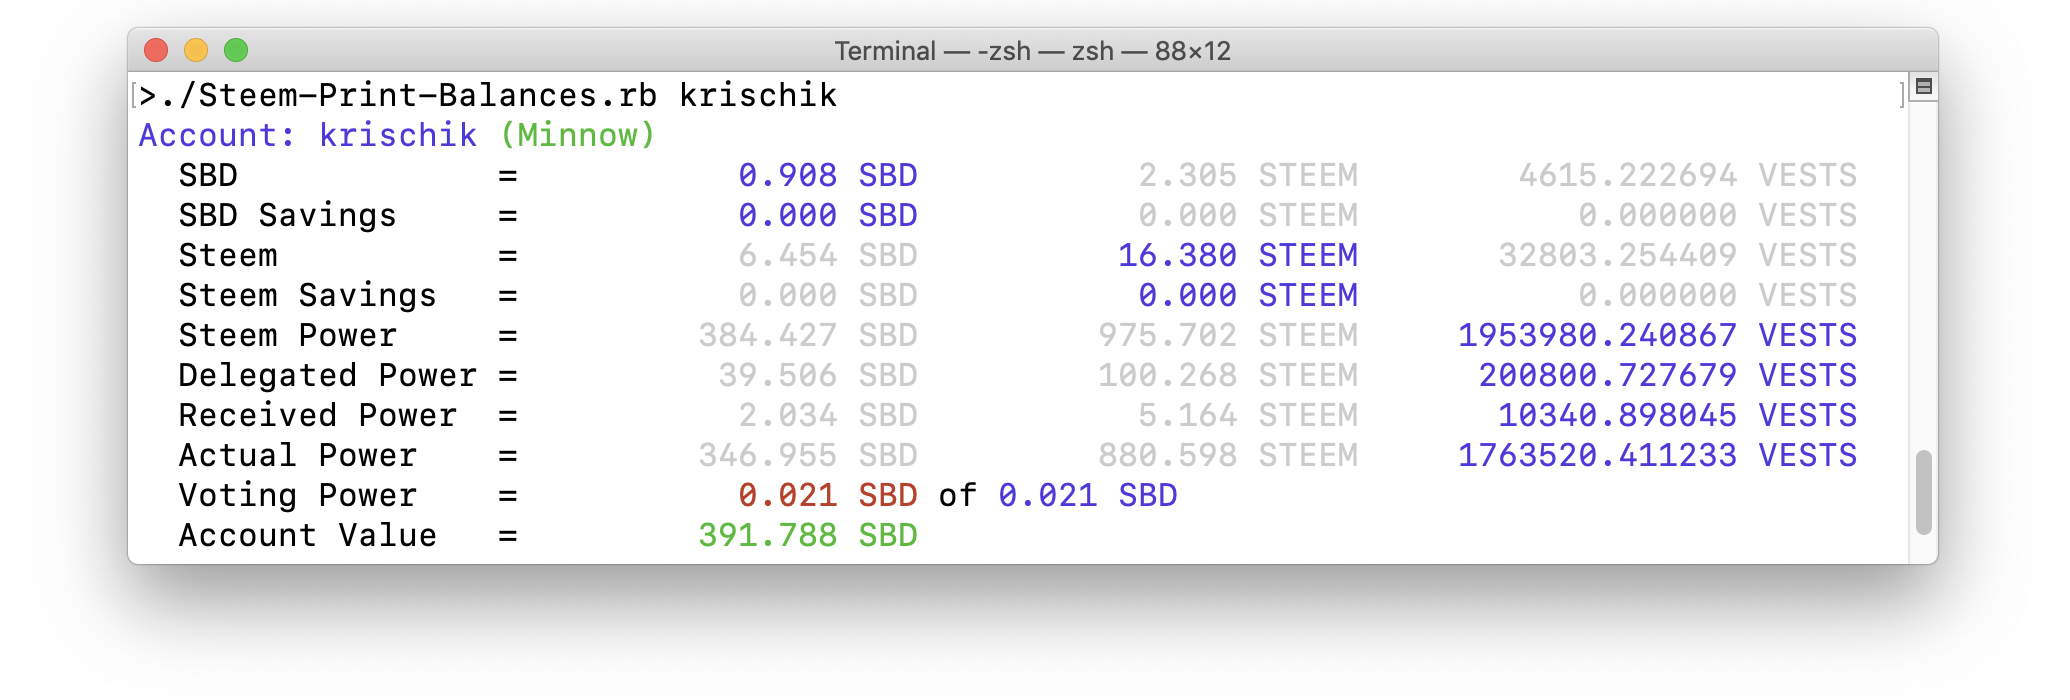 Terminal — -zsh — zsh — 88×12
>./Steem-Print-Balances.rb krischik
Account: krischik (Minnow)
SBD = 0.908 SBD 2.305 STEEM 4615.222694 VESTS
SBD Savings = 0.000 SBD 0.000 STEEM 0.000000 VESTS
Steem = 6.454 SBD 16.380 STEEM 32803.254409 VESTS
Steem Savings = 0.000 SBD 0.000 STEEM 0.000000 VESTS
Steem Power = 384.427 SBD 975.702 STEEM 1953980.240867 VESTS
Delegated Power = 39.506 SBD 100.268 STEEM 200800.727679 VESTS
Received Power = 2.034 SBD 5.164 STEEM 10340.898045 VESTS
Actual Power = 346.955 SBD 880.598 STEEM 1763520.411233 VESTS
Voting Power = 0.021 SBD of 0.021 SBD
Account Value = 391.788 SBD